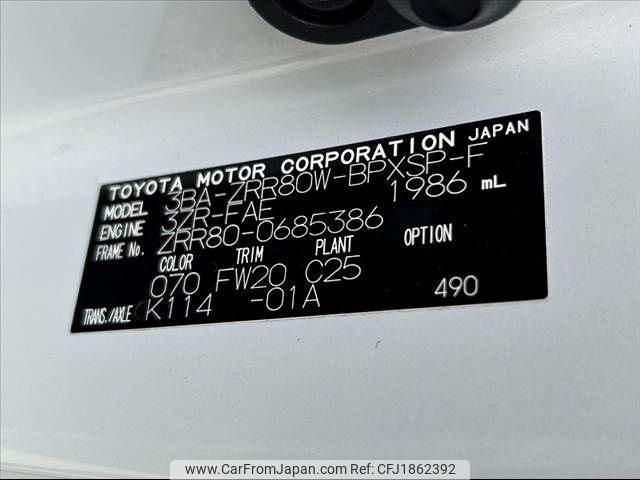 TOYOTA MOTOR CORPORATION JAPAN
MODEL 3BA-ZRR80W-BPXSP-F
ENGINE 3ZR-FAE 1986 mL
FRAME No. ZRR80-0685386
COLOR TRIM PLANT OPTION
070 FW20 C25
TRANS./AXLE K114 -01A 490
www.CarFromJapan.com - CFJ1862392